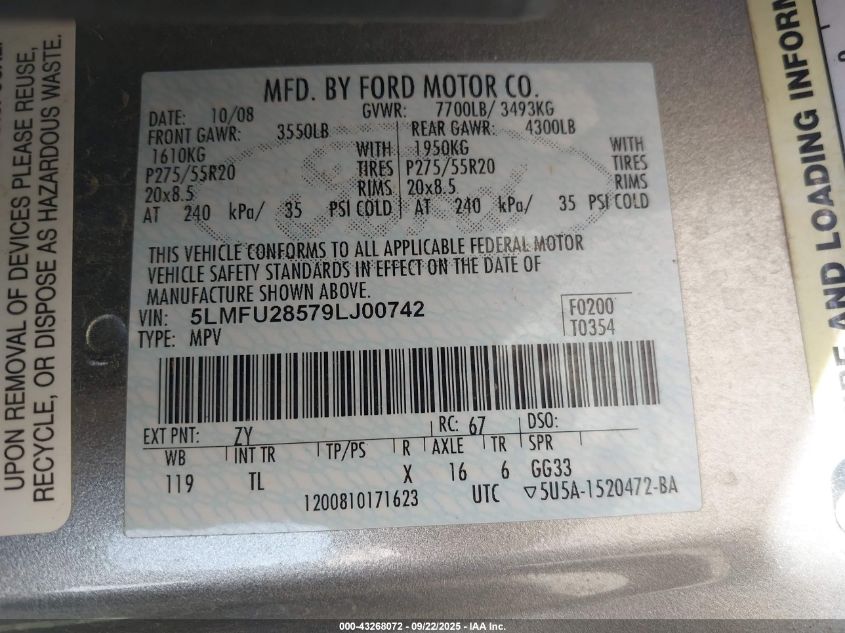 UPON REMOVAL OF DEVICES PLEASE REUSE,
RECYCLE, OR DISPOSE AS HAZARDOUS WASTE.
MFD. BY FORD MOTOR CO.
DATE: 10/08 GVWR: 7700LB/ 3493KG
FRONT GAWR: 3550LB REAR GAWR: 4300LB
1610KG WITH 1950KG WITH
P275/55R20 TIRES P275/55R20 TIRES
20x8.5 RIMS 20x8.5 RIMS
AT 240 kPa/ 35 PSI COLD AT 240 kPa/ 35 PSI COLD
THIS VEHICLE CONFORMS TO ALL APPLICABLE FEDERAL MOTOR
VEHICLE SAFETY STANDARDS IN EFFECT ON THE DATE OF
MANUFACTURE SHOWN ABOVE.
VIN: 5LMFU28579LJ00742 F0200
TYPE: MPV T0354
EXT PNT: ZY RC: 67 DSO:
WB INT TR TP/PS R AXLE TR SPR
119 TL X 16 6 GG33
1200810171623 UTC ▽5U5A-1520472-BA
AND LOADING INFORM
000-43268072 - 09/22/2025 - IAA Inc.